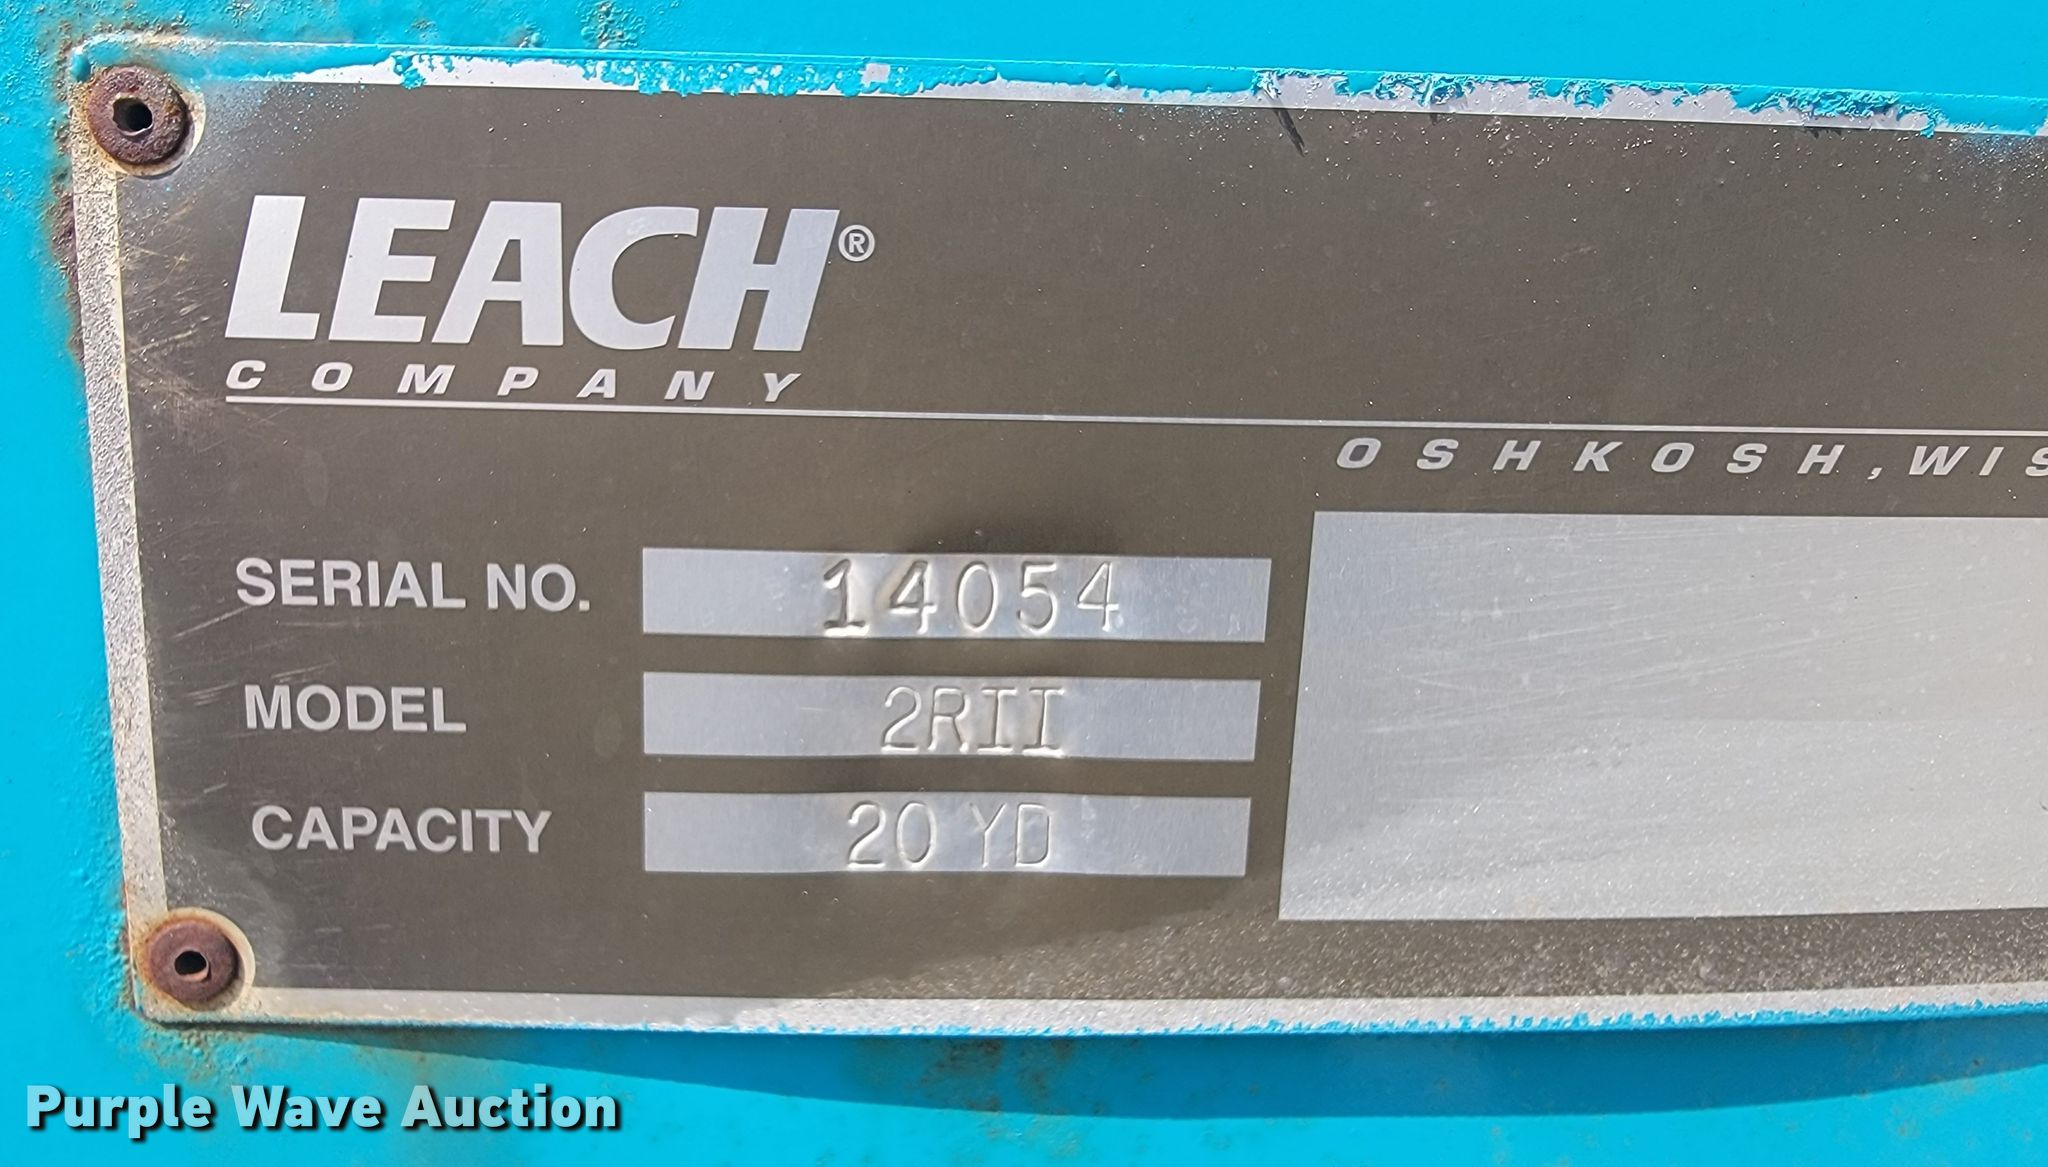 LEACH®
COMPANY
OSHKOSH, WIS
SERIAL NO. 14054
MODEL 2RII
CAPACITY 20 YD
Purple Wave Auction